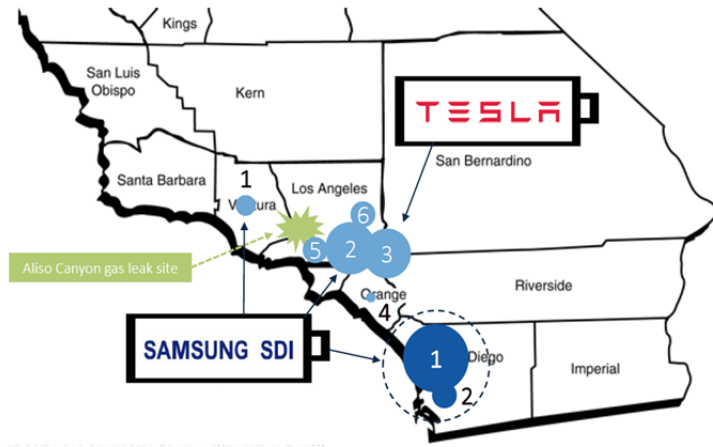 Kings
San Luis
Obispo
Kern
TESLA
San Bernardino
Santa Barbara
1
Ventura
Los Angeles
6
5
2
3
Aliso Canyon gas leak site
Orange
4
Riverside
SAMSUNG SDI
1
Diego
2
Imperial